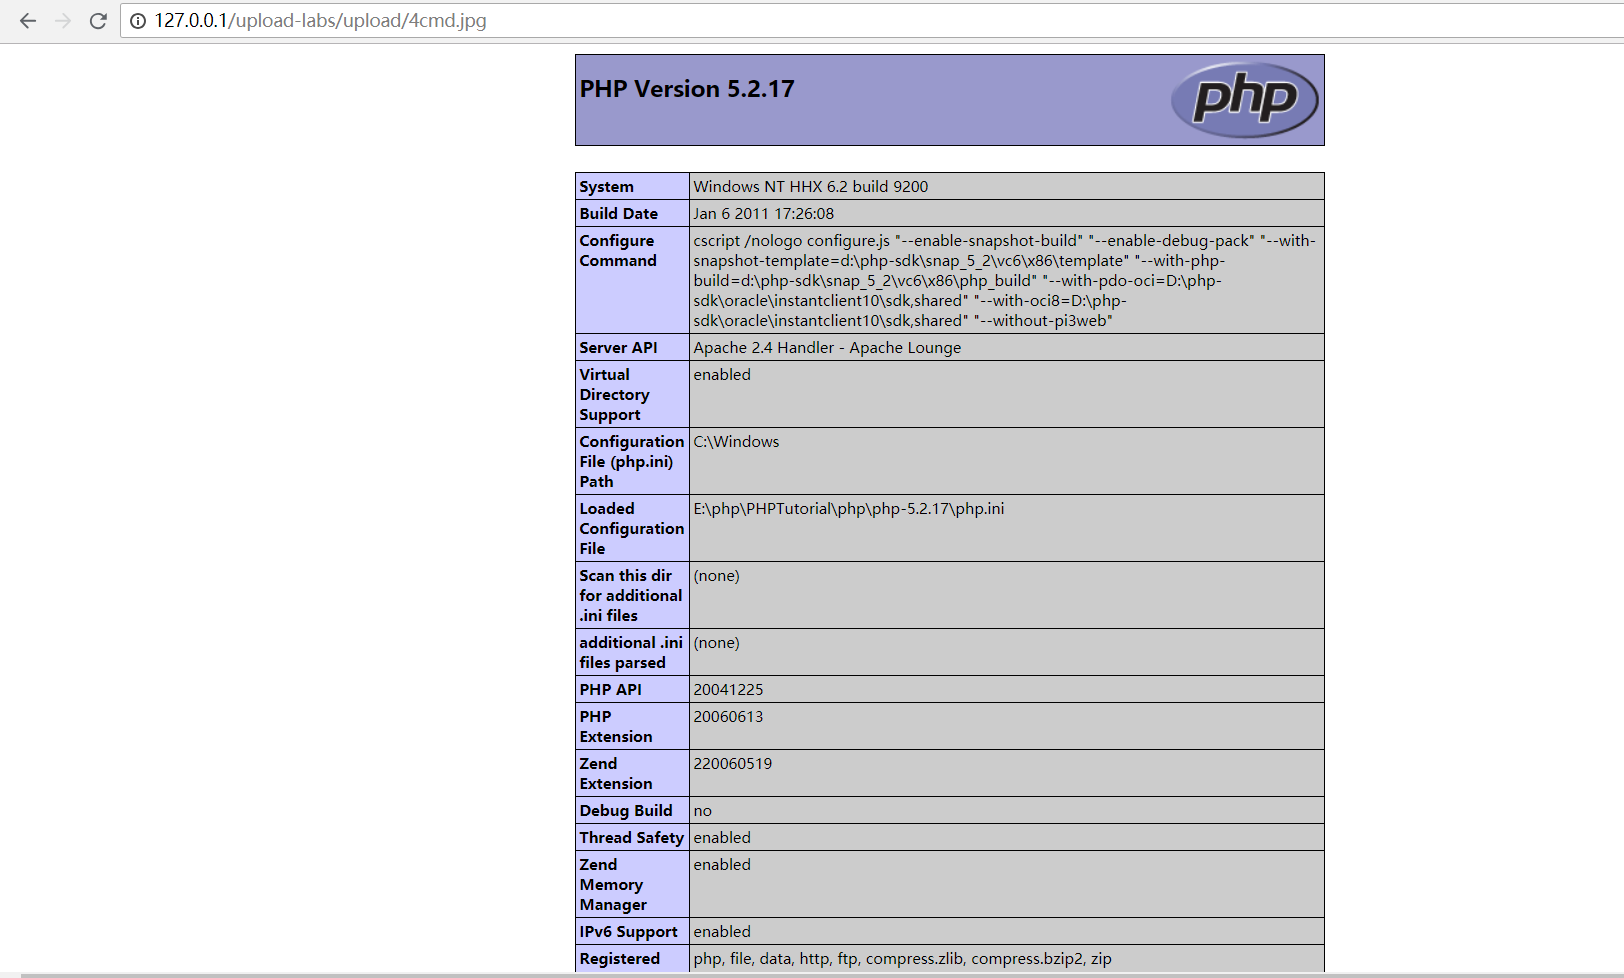 127.0.0.1/upload-labs/upload/4cmd.jpg
PHP Version 5.2.17
php
System
Windows NT HHX 6.2 build 9200
Build Date
Jan 6 2011 17:26:08
Configure
Command
cscript /nologo configure.js "--enable-snapshot-build" "--enable-debug-pack" "--with-
snapshot-template=d:\php-sdk\snap_5_2\vc6\x86\template" "--with-php-
build=d:\php-sdk\snap_5_2\vc6\x86\php_build" "--with-pdo-oci=D:\php-
sdk\oracle\instantclient10\sdk,shared" "--with-oci8=D:\php-
sdk\oracle\instantclient10\sdk,shared" "--without-pi3web"
Server API
Apache 2.4 Handler - Apache Lounge
Virtual
Directory
Support
enabled
Configuration
File (php.ini)
Path
C:\Windows
Loaded
Configuration
File
E:\php\PHPTutorial\php\php-5.2.17\php.ini
Scan this dir
for additional
.ini files
(none)
additional .ini
files parsed
(none)
PHP API
20041225
PHP
Extension
20060613
Zend
Extension
220060519
Debug Build
no
Thread Safety
enabled
Zend
Memory
Manager
enabled
IPv6 Support
enabled
Registered
php, file, data, http, ftp, compress.zlib, compress.bzip2, zip